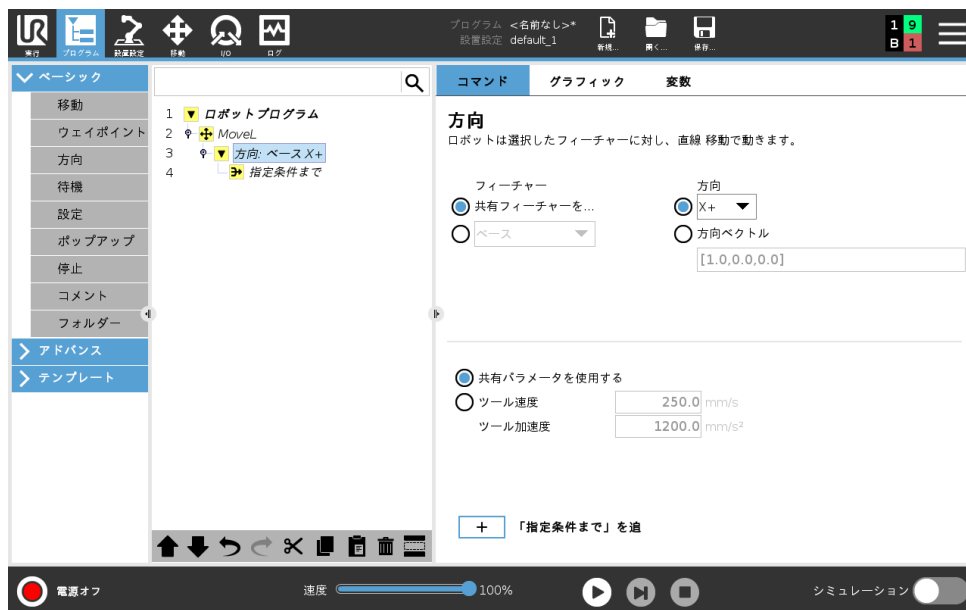 UR
実行
プログラム
設置設定
移動
I/O
ログ
プログラム <名前なし>*
設置設定 default_1
新規...
開く...
保存...
1 9
B 1
ベーシック
移動
ウェイポイント
方向
待機
設定
ポップアップ
停止
コメント
フォルダー
アドバンス
テンプレート
1 ロボットプログラム
2 MoveL
3 方向: ベース X+
4 指定条件まで
コマンド グラフィック 変数
方向
ロボットは選択したフィーチャーに対し、直線 移動で動きます。
フィーチャー 方向
共有フィーチャーを... X+
ベース 方向ベクトル
[1.0,0.0,0.0]
共有パラメータを使用する
ツール速度 250.0 mm/s
ツール加速度 1200.0 mm/s²
+ 「指定条件まで」を追
電源オフ
速度 100%
シミュレーション